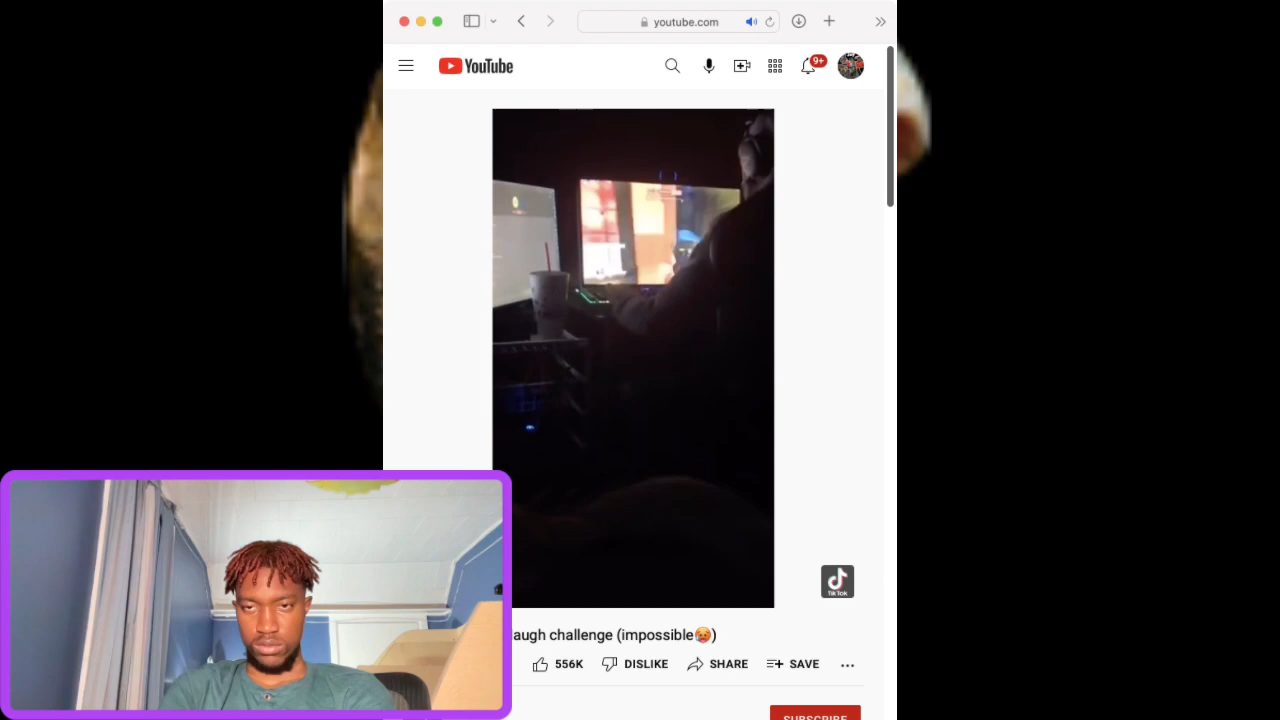 youtube.com
YouTube
9+
TikTok
augh challenge (impossible🥵)
556K DISLIKE SHARE SAVE
SUBSCRIBE